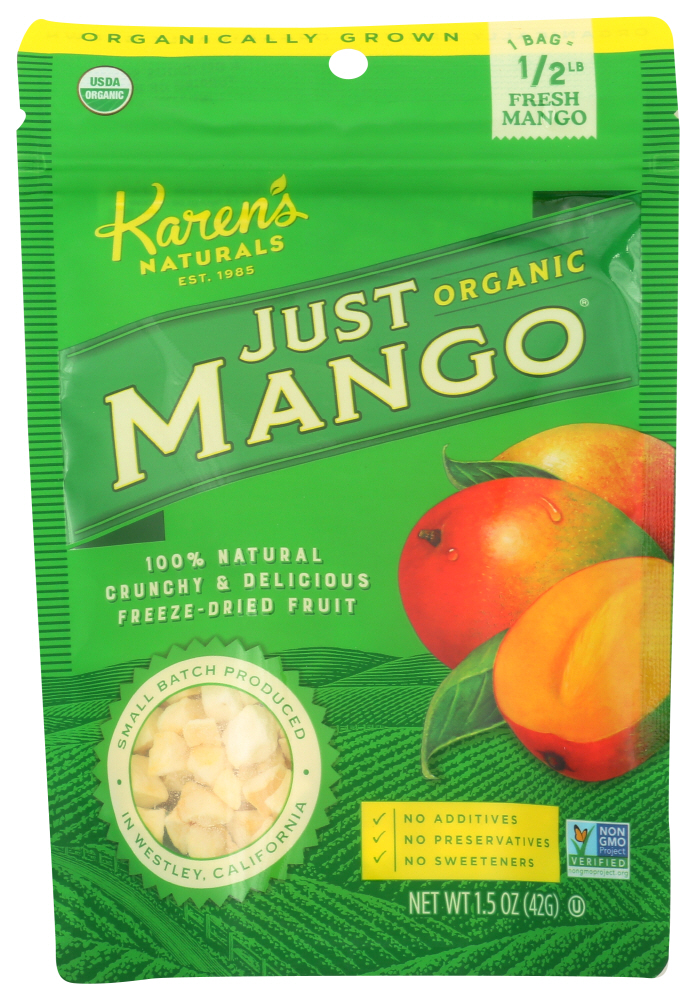 ORGANICALLY GROWN
1 BAG =
1/2 LB
FRESH
MANGO
USDA
ORGANIC
Karen's
NATURALS
EST. 1985
JUST ORGANIC
MANGO®
100% NATURAL
CRUNCHY & DELICIOUS
FREEZE-DRIED FRUIT
SMALL BATCH PRODUCED
• IN WESTLEY, CALIFORNIA •
✓ NO ADDITIVES
✓ NO PRESERVATIVES
✓ NO SWEETENERS
NON
GMO
Project
VERIFIED
nongmoproject.org
NET WT 1.5 OZ (42G) U